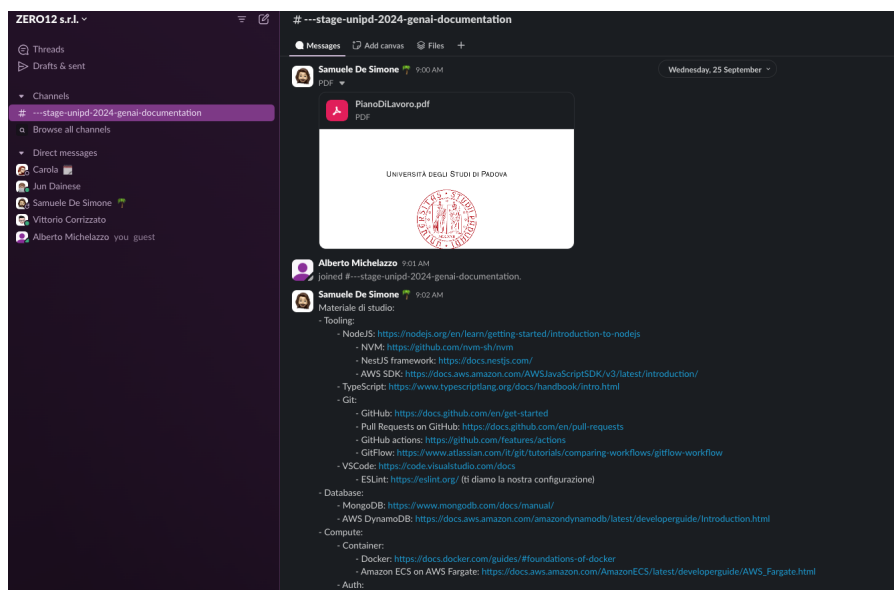 ZERO12 s.r.l.
Threads
Drafts & sent
Channels
# ---stage-unipd-2024-genai-documentation
Browse all channels
Direct messages
Carola
Jun Dainese
Samuele De Simone
Vittorio Corrizzato
Alberto Michelazzo you guest
# ---stage-unipd-2024-genai-documentation
Messages Add canvas Files +
Wednesday, 25 September
Samuele De Simone 9:00 AM
PDF
PianoDiLavoro.pdf
PDF
UNIVERSITÀ DEGLI STUDI DI PADOVA
Alberto Michelazzo 9:01 AM
joined #---stage-unipd-2024-genai-documentation.
Samuele De Simone 9:02 AM
Materiale di studio:
- Tooling:
- NodeJS: https://nodejs.org/en/learn/getting-started/introduction-to-nodejs
- NVM: https://github.com/nvm-sh/nvm
- NestJS framework: https://docs.nestjs.com/
- AWS SDK: https://docs.aws.amazon.com/AWSJavaScriptSDK/v3/latest/introduction/
- TypeScript: https://www.typescriptlang.org/docs/handbook/intro.html
- Git:
- GitHub: https://docs.github.com/en/get-started
- Pull Requests on GitHub: https://docs.github.com/en/pull-requests
- GitHub actions: https://github.com/features/actions
- GitFlow: https://www.atlassian.com/it/git/tutorials/comparing-workflows/gitflow-workflow
- VSCode: https://code.visualstudio.com/docs
- ESLint: https://eslint.org/ (ti diamo la nostra configurazione)
- Database:
- MongoDB: https://www.mongodb.com/docs/manual/
- AWS DynamoDB: https://docs.aws.amazon.com/amazondynamodb/latest/developerguide/Introduction.html
- Compute:
- Container:
- Docker: https://docs.docker.com/guides/#foundations-of-docker
- Amazon ECS on AWS Fargate: https://docs.aws.amazon.com/AmazonECS/latest/developerguide/AWS_Fargate.html
- Auth: